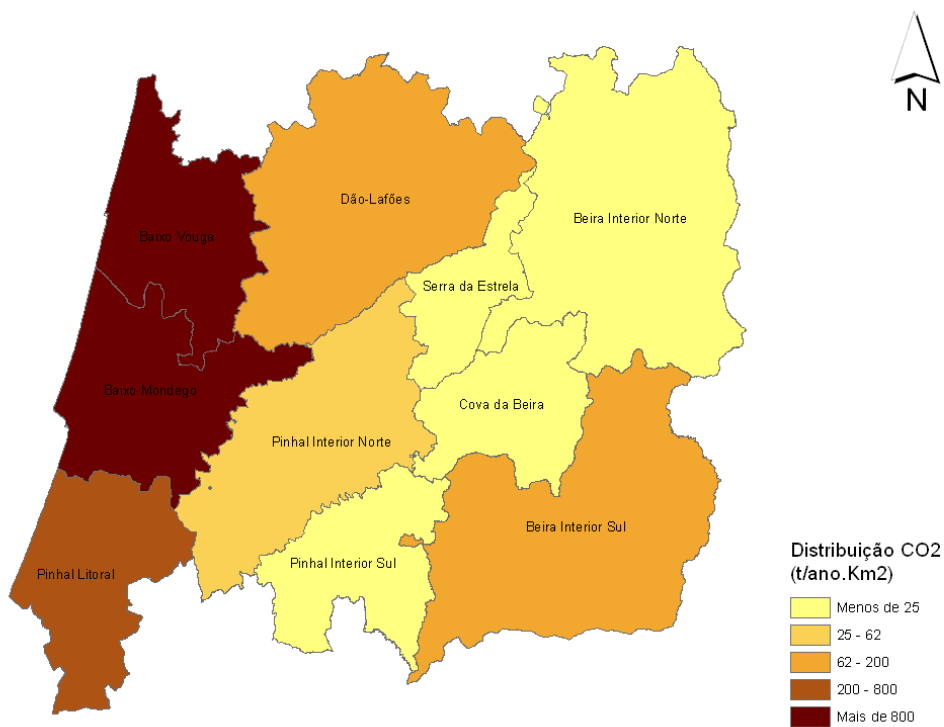 N
Dão-Lafões
Beira Interior Norte
Baixo Vouga
Serra da Estrela
Baixo Mondego
Cova da Beira
Pinhal Interior Norte
Beira Interior Sul
Pinhal Interior Sul
Pinhal Litoral
Distribuição CO2
(t/ano.Km2)
Menos de 25
25 - 62
62 - 200
200 - 800
Mais de 800